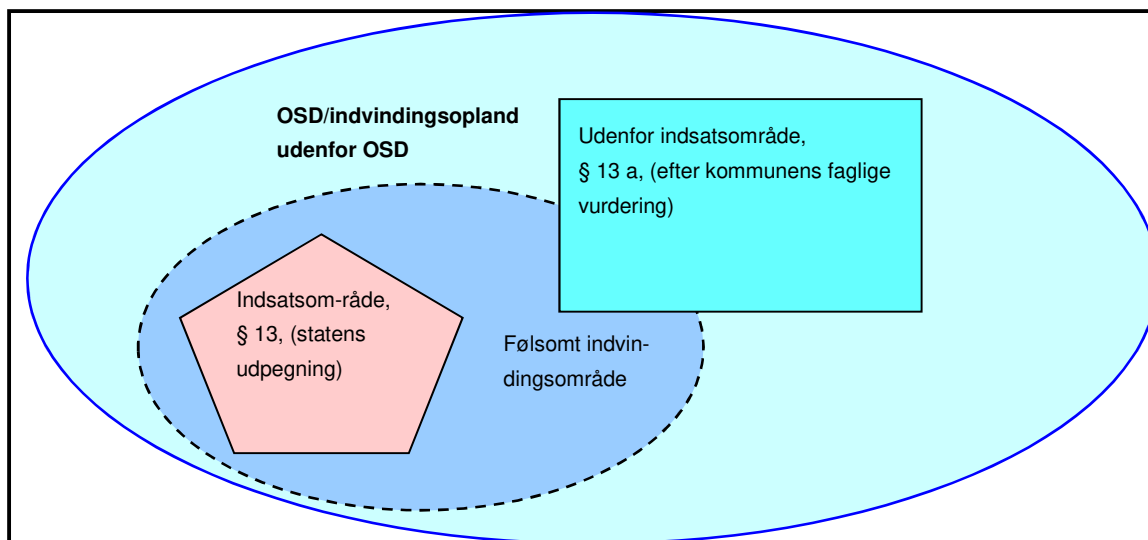 OSD/indvindingsopland
udenfor OSD
Udenfor indsatsområde,
§ 13 a, (efter kommunens faglige
vurdering)
Indsatsom-råde,
§ 13, (statens
udpegning)
Følsomt indvin-
dingsområde